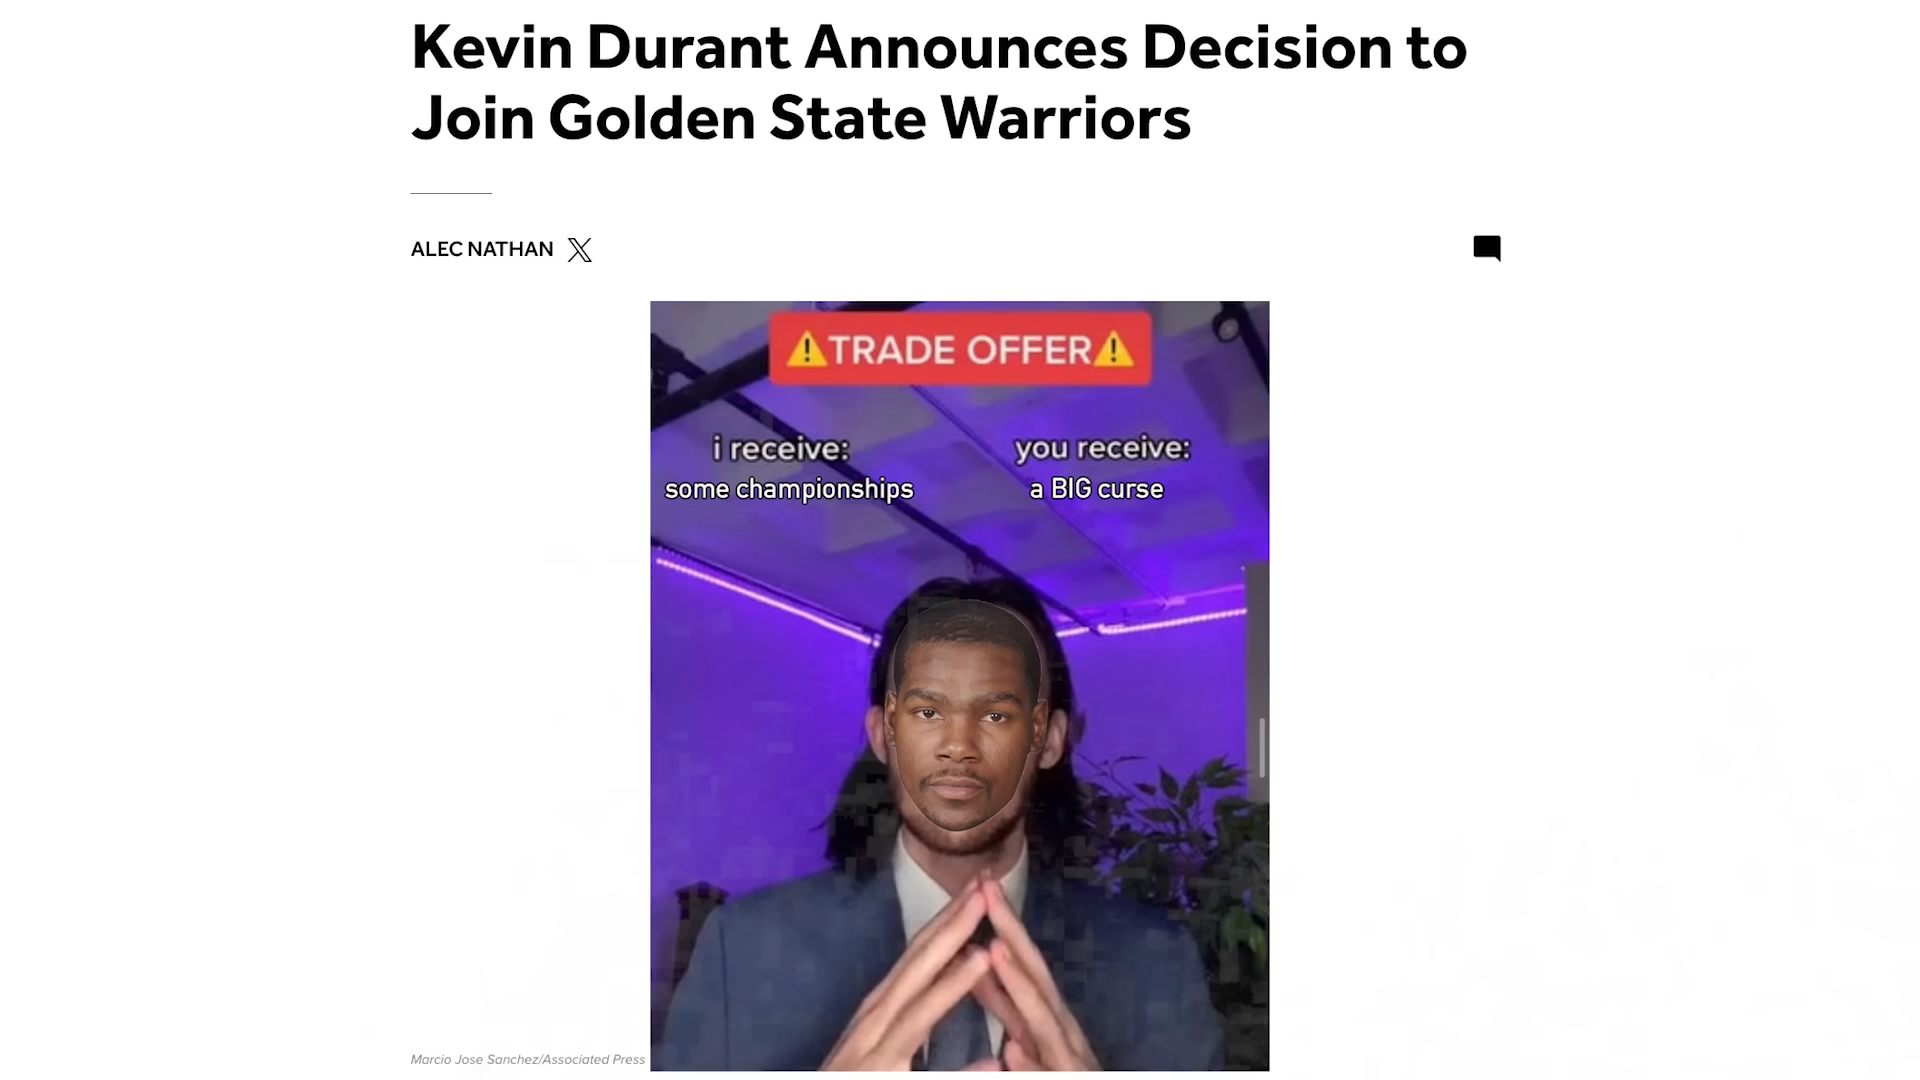 Kevin Durant Announces Decision to
Join Golden State Warriors
ALEC NATHAN
⚠TRADE OFFER⚠
i receive:
some championships
you receive:
a BIG curse
Marcio Jose Sanchez/Associated Press